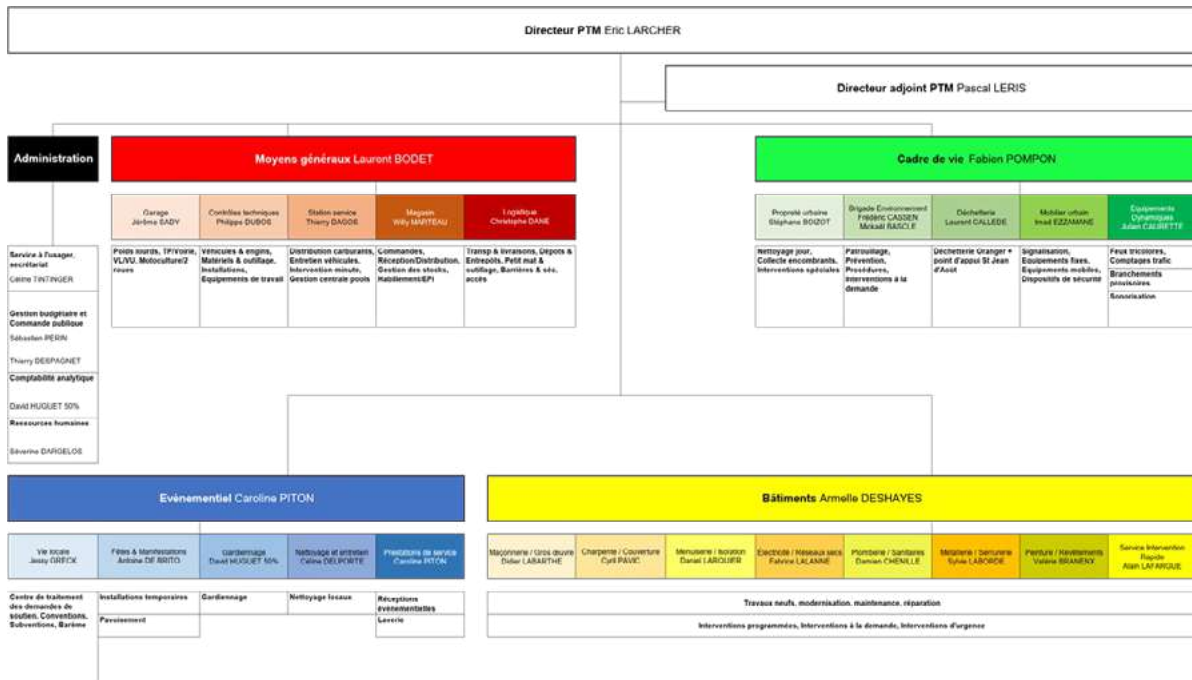 Directeur PTM Eric LARCHER
Directeur adjoint PTM Pascal LERIS
Administration
Moyens généraux Laurent BODET
Cadre de vie Fabien POMPON
Garage
Jérôme SADY
Contrôles techniques
Philippe DUBOS
Station service
Thierry DAGOS
Magasin
Willy MARTEAU
Logistique
Christophe DANE
Propreté urbaine
Stéphane BOIZOT
Brigade Environnement
Frédéric CASSEN
Mickaël BASCLE
Déchetterie
Laurent CALLEDE
Mobilier urbain
Imad EZZAMANE
Equipements
Dynamiques
Julien CAURETTE
Service à l'usager,
secrétariat
Céline TINTINGER
Gestion budgétaire et
Commande publique
Sébastien PERIN
Thierry DESPAGNET
Comptabilité analytique
David HUGUET 50%
Ressources humaines
Séverine DARGELOS
Poids lourds, TP/Voirie,
VL/VU, Motoculture/2
roues
Véhicules & engins,
Matériels & outillage,
Installations,
Equipements de travail
Distribution carburants,
Entretien véhicules,
Intervention minute,
Gestion centrale pools
Commandes,
Réception/Distribution,
Gestion des stocks,
Habillement/EPI
Transp & livraisons, Dépots &
Entrepôts, Petit mat &
outillage, Barrières & séc.
accès
Nettoyage jour,
Collecte encombrants,
Interventions spéciales
Patrouillage,
Prévention,
Procédures,
Interventions à la
demande
Déchetterie Granger +
point d'appui St Jean
d'Août
Signalisation,
Equipements fixes,
Equipements mobiles,
Dispositifs de sécurité
Feux tricolores,
Comptages trafic
Branchements
provisoires
Sonorisation
Evènementiel Caroline PITON
Bâtiments Armelle DESHAYES
Vie locale
Jessy GRECK
Fêtes & Manifestations
Antoine DE BRITO
Gardiennage
David HUGUET 50%
Nettoyage et entretien
Céline DELPORTE
Prestations de service
Caroline PITON
Maçonnerie / Gros œuvre
Didier LABARTHE
Charpente / Couverture
Cyril PAVIC
Menuiserie / Isolation
Daniel LARQUIER
Electricité / Réseaux secs
Fabrice LALANNE
Plomberie / Sanitaires
Damien CHENILLE
Métallerie / Serrurerie
Sylvie LABORDE
Peinture / Revêtements
Valérie BRANENX
Service Intervention
Rapide
Alain LAFARGUE
Centre de traitement
des demandes de
soutien, Conventions,
Subventions, Barème
Installations temporaires
Pavoisement
Gardiennage
Nettoyage locaux
Réceptions
évènementielles
Laverie
Travaux neufs, modernisation, maintenance, réparation
Interventions programmées, Interventions à la demande, Interventions d'urgence